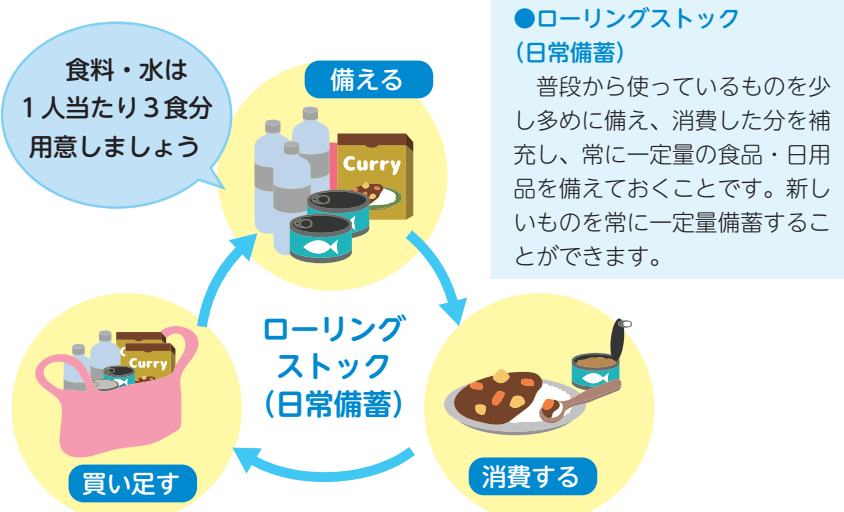 食料・水は
1人当たり3食分
用意しましょう
備える
Curry
●ローリングストック
(日常備蓄)
普段から使っているものを少
し多めに備え、消費した分を補
充し、常に一定量の食品・日用
品を備えておくことです。新し
いものを常に一定量備蓄するこ
とができます。
ローリング
ストック
(日常備蓄)
Curry
買い足す
消費する